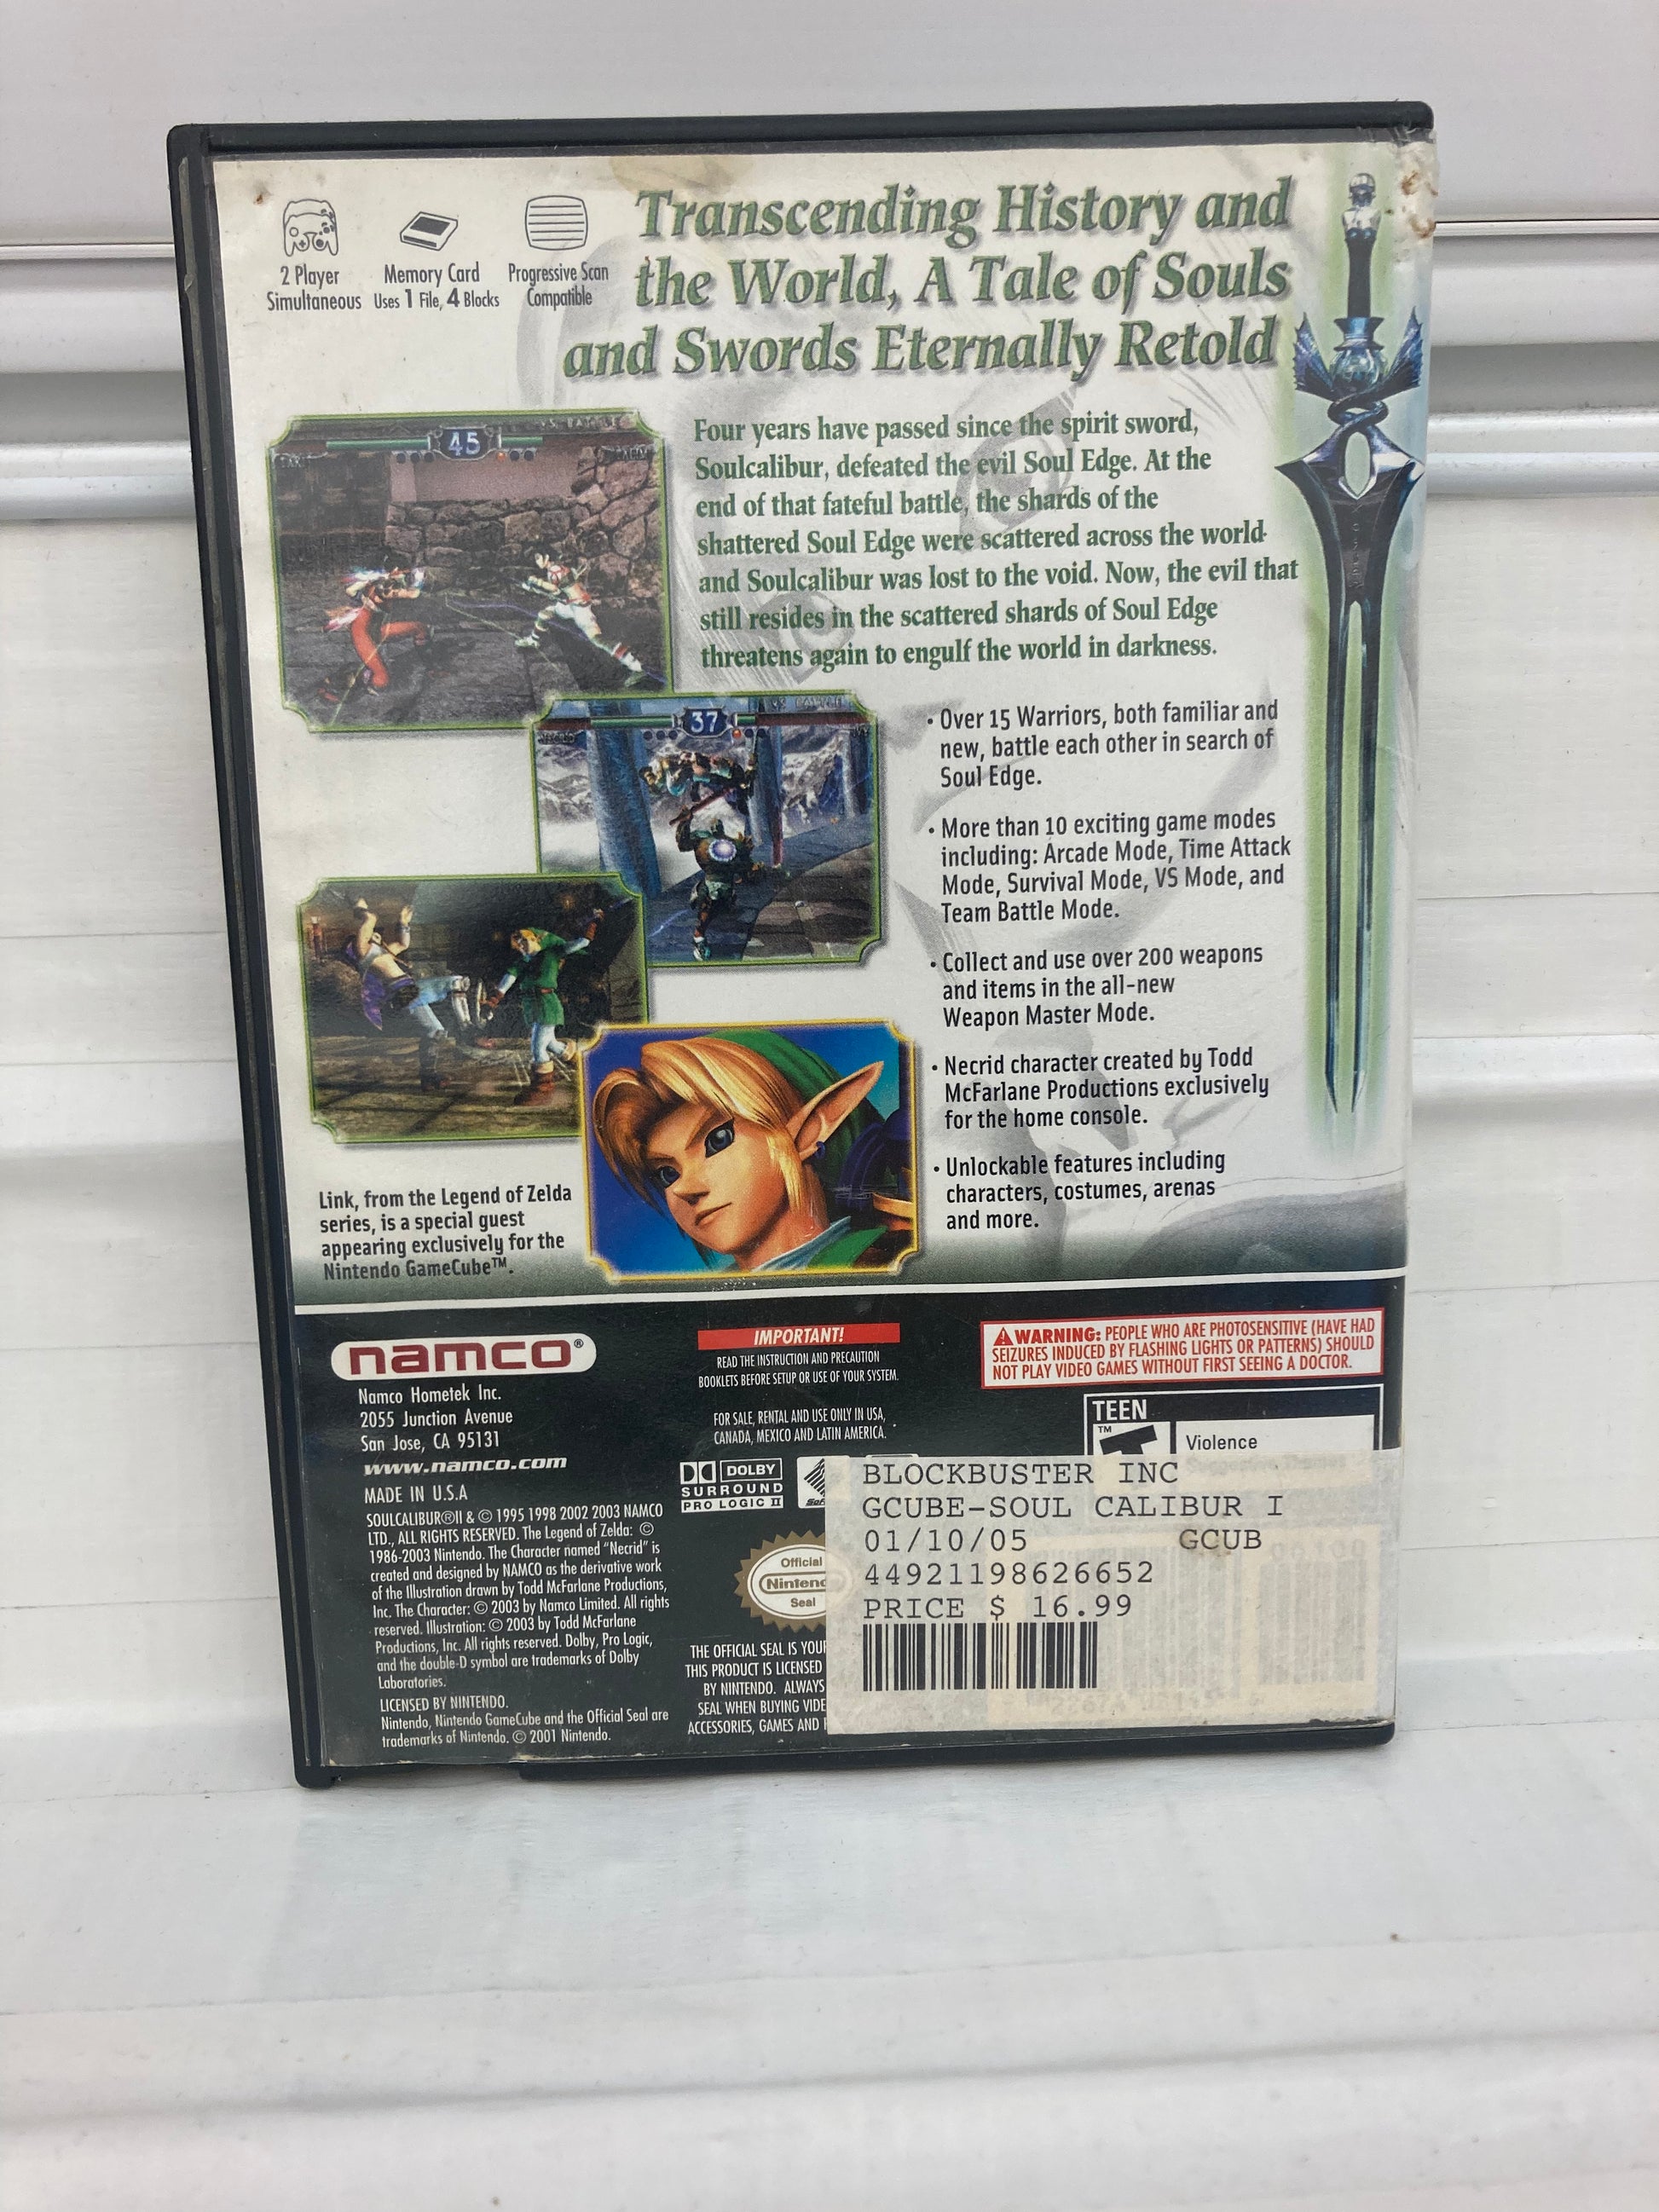 Transcending History and
the World, A Tale of Souls
and Swords Eternally Retold
2 Player
Simultaneous
Memory Card
Uses 1 File, 4 Blocks
Progressive Scan
Compatible
Four years have passed since the spirit sword,
Soulcalibur, defeated the evil Soul Edge. At the
end of that fateful battle, the shards of the
shattered Soul Edge were scattered across the world
and Soulcalibur was lost to the void. Now, the evil that
still resides in the scattered shards of Soul Edge
threatens again to engulf the world in darkness.
45
37
• Over 15 Warriors, both familiar and
new, battle each other in search of
Soul Edge.
• More than 10 exciting game modes
including: Arcade Mode, Time Attack
Mode, Survival Mode, VS Mode, and
Team Battle Mode.
• Collect and use over 200 weapons
and items in the all-new
Weapon Master Mode.
• Necrid character created by Todd
McFarlane Productions exclusively
for the home console.
• Unlockable features including
characters, costumes, arenas
and more.
Link, from the Legend of Zelda
series, is a special guest
appearing exclusively for the
Nintendo GameCube™.
namco®
Namco Hometek Inc.
2055 Junction Avenue
San Jose, CA 95131
www.namco.com
MADE IN U.S.A
SOULCALIBUR®II & © 1995 1998 2002 2003 NAMCO
LTD., ALL RIGHTS RESERVED. The Legend of Zelda: ©
1986-2003 Nintendo. The Character named “Necrid” is
created and designed by NAMCO as the derivative work
of the Illustration drawn by Todd McFarlane Productions,
Inc. The Character: © 2003 by Namco Limited. All rights
reserved. Illustration: © 2003 by Todd McFarlane
Productions, Inc. All rights reserved. Dolby, Pro Logic,
and the double-D symbol are trademarks of Dolby
Laboratories.
LICENSED BY NINTENDO.
Nintendo, Nintendo GameCube and the Official Seal are
trademarks of Nintendo. © 2001 Nintendo.
IMPORTANT!
READ THE INSTRUCTION AND PRECAUTION
BOOKLETS BEFORE SETUP OR USE OF YOUR SYSTEM.
FOR SALE, RENTAL AND USE ONLY IN USA,
CANADA, MEXICO AND LATIN AMERICA.
DOLBY
SURROUND
PRO LOGIC II
Official
Nintend
Seal
THE OFFICIAL SEAL IS YOUR
THIS PRODUCT IS LICENSED
BY NINTENDO. ALWAYS
SEAL WHEN BUYING VIDE
ACCESSORIES, GAMES AND
WARNING: PEOPLE WHO ARE PHOTOSENSITIVE (HAVE HAD
SEIZURES INDUCED BY FLASHING LIGHTS OR PATTERNS) SHOULD
NOT PLAY VIDEO GAMES WITHOUT FIRST SEEING A DOCTOR.
TEEN
TM
T
Violence
BLOCKBUSTER INC
GCUBE-SOUL CALIBUR I
01/10/05 GCUB
44921198626652
PRICE $ 16.99